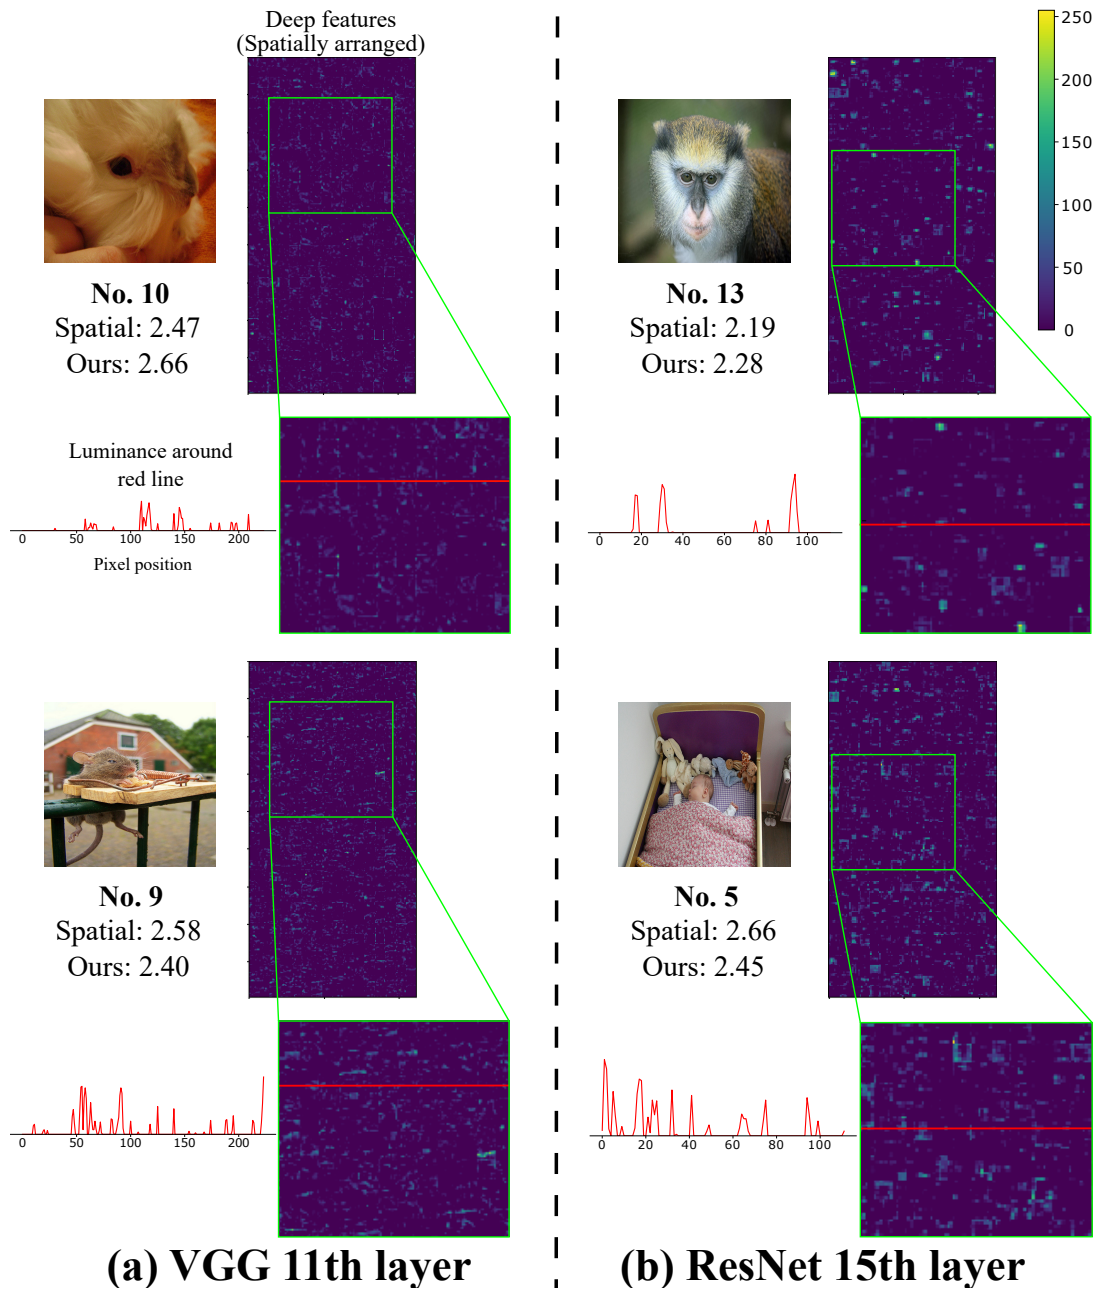 Deep features
(Spatially arranged)
No. 10
Spatial: 2.47
Ours: 2.66
Luminance around
red line
0 50 100 150 200
Pixel position
No. 9
Spatial: 2.58
Ours: 2.40
0 50 100 150 200
(a) VGG 11th layer
250
200
150
100
50
0
No. 13
Spatial: 2.19
Ours: 2.28
0 20 40 60 80 100
No. 5
Spatial: 2.66
Ours: 2.45
0 20 40 60 80 100
(b) ResNet 15th layer